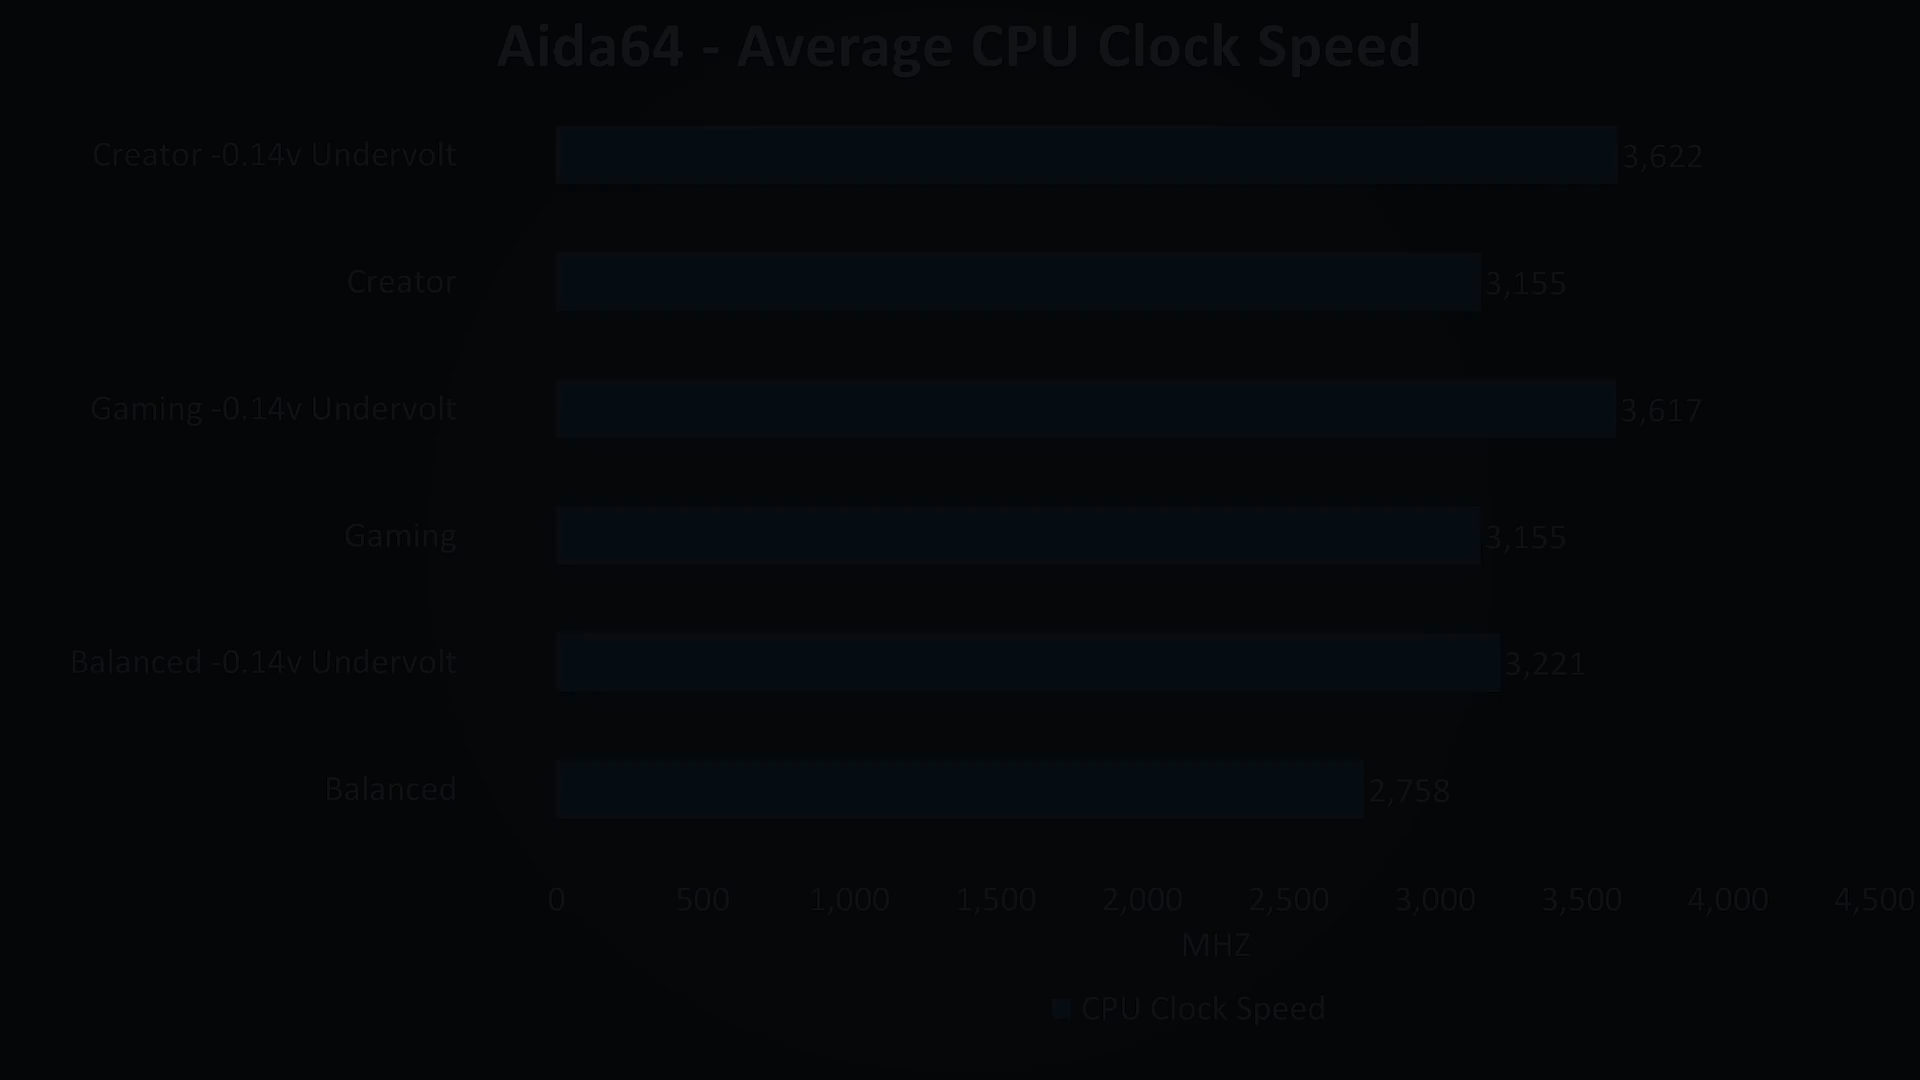 Aida64 - Average CPU Clock Speed
Creator -0.14v Undervolt 3,622
Creator 3,155
Gaming -0.14v Undervolt 3,617
Gaming 3,155
Balanced -0.14v Undervolt 3,221
Balanced 2,758
0 500 1,000 1,500 2,000 2,500 3,000 3,500 4,000 4,500
MHZ
CPU Clock Speed